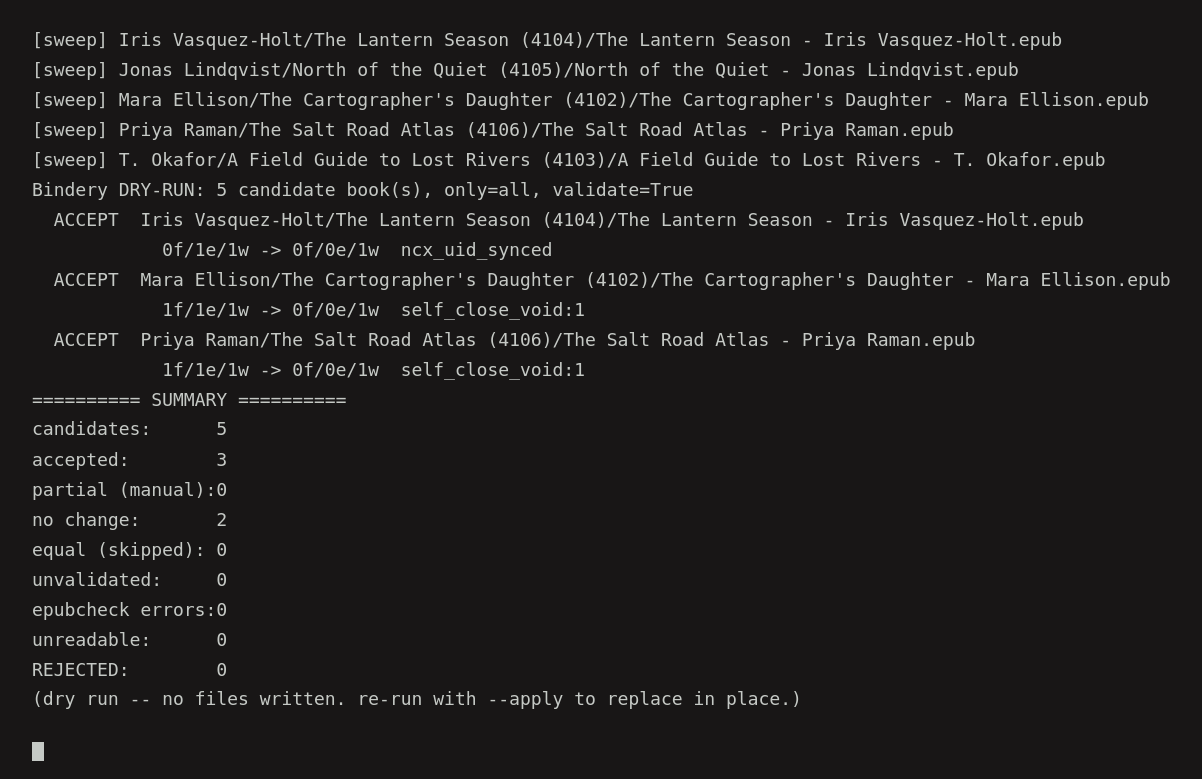 [sweep] Iris Vasquez-Holt/The Lantern Season (4104)/The Lantern Season - Iris Vasquez-Holt.epub
[sweep] Jonas Lindqvist/North of the Quiet (4105)/North of the Quiet - Jonas Lindqvist.epub
[sweep] Mara Ellison/The Cartographer's Daughter (4102)/The Cartographer's Daughter - Mara Ellison.epub
[sweep] Priya Raman/The Salt Road Atlas (4106)/The Salt Road Atlas - Priya Raman.epub
[sweep] T. Okafor/A Field Guide to Lost Rivers (4103)/A Field Guide to Lost Rivers - T. Okafor.epub
Bindery DRY-RUN: 5 candidate book(s), only=all, validate=True
  ACCEPT  Iris Vasquez-Holt/The Lantern Season (4104)/The Lantern Season - Iris Vasquez-Holt.epub
            0f/1e/1w -> 0f/0e/1w  ncx_uid_synced
  ACCEPT  Mara Ellison/The Cartographer's Daughter (4102)/The Cartographer's Daughter - Mara Ellison.epub
            1f/1e/1w -> 0f/0e/1w  self_close_void:1
  ACCEPT  Priya Raman/The Salt Road Atlas (4106)/The Salt Road Atlas - Priya Raman.epub
            1f/1e/1w -> 0f/0e/1w  self_close_void:1
========== SUMMARY ==========
candidates:      5
accepted:        3
partial (manual):0
no change:       2
equal (skipped): 0
unvalidated:     0
epubcheck errors:0
unreadable:      0
REJECTED:        0
(dry run -- no files written. re-run with --apply to replace in place.)